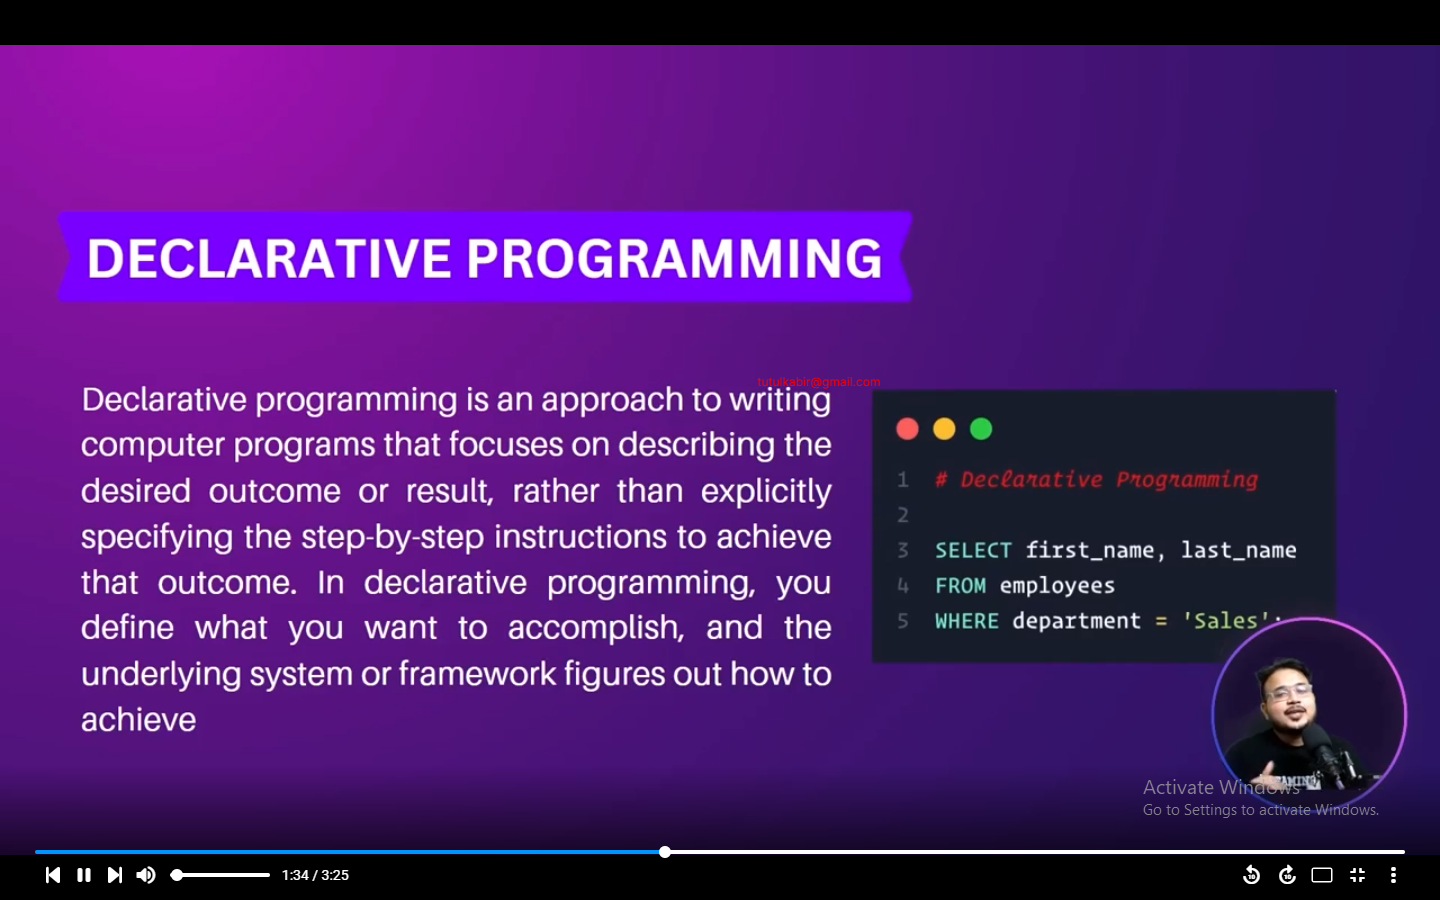 DECLARATIVE PROGRAMMING
tutulkabir@gmail.com
Declarative programming is an approach to writing
computer programs that focuses on describing the
desired outcome or result, rather than explicitly
specifying the step-by-step instructions to achieve
that outcome. In declarative programming, you
define what you want to accomplish, and the
underlying system or framework figures out how to
achieve
1 # Declarative Programming
2
3 SELECT first_name, last_name
4 FROM employees
5 WHERE department = 'Sales';
Activate Windows
Go to Settings to activate Windows.
1:34 / 3:25
10
10